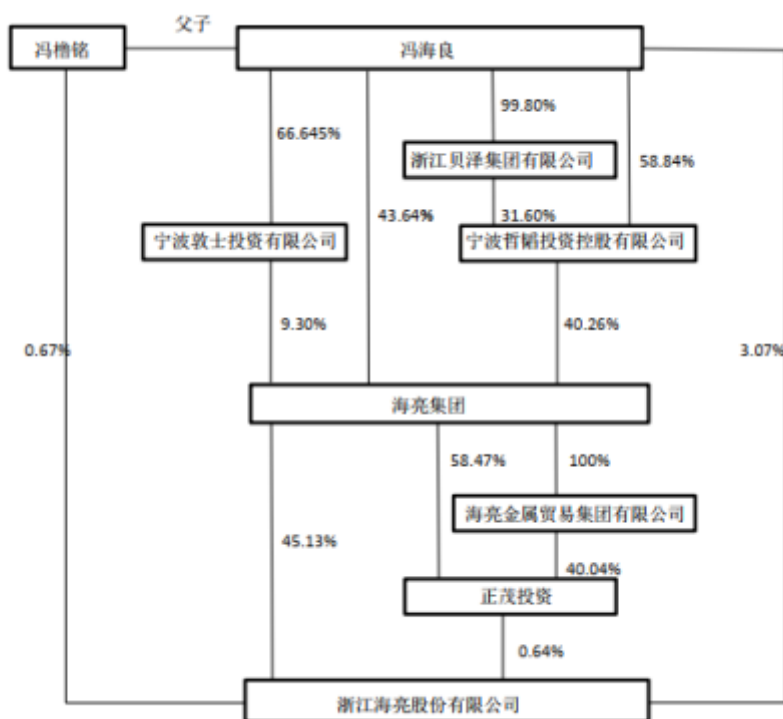 父子
冯橹铭
冯海良
99.80%
66.645%
浙江贝泽集团有限公司
58.84%
43.64%
31.60%
宁波敦士投资有限公司
宁波哲韬投资控股有限公司
9.30%
40.26%
0.67%
3.07%
海亮集团
58.47%
100%
海亮金属贸易集团有限公司
45.13%
40.04%
正茂投资
0.64%
浙江海亮股份有限公司